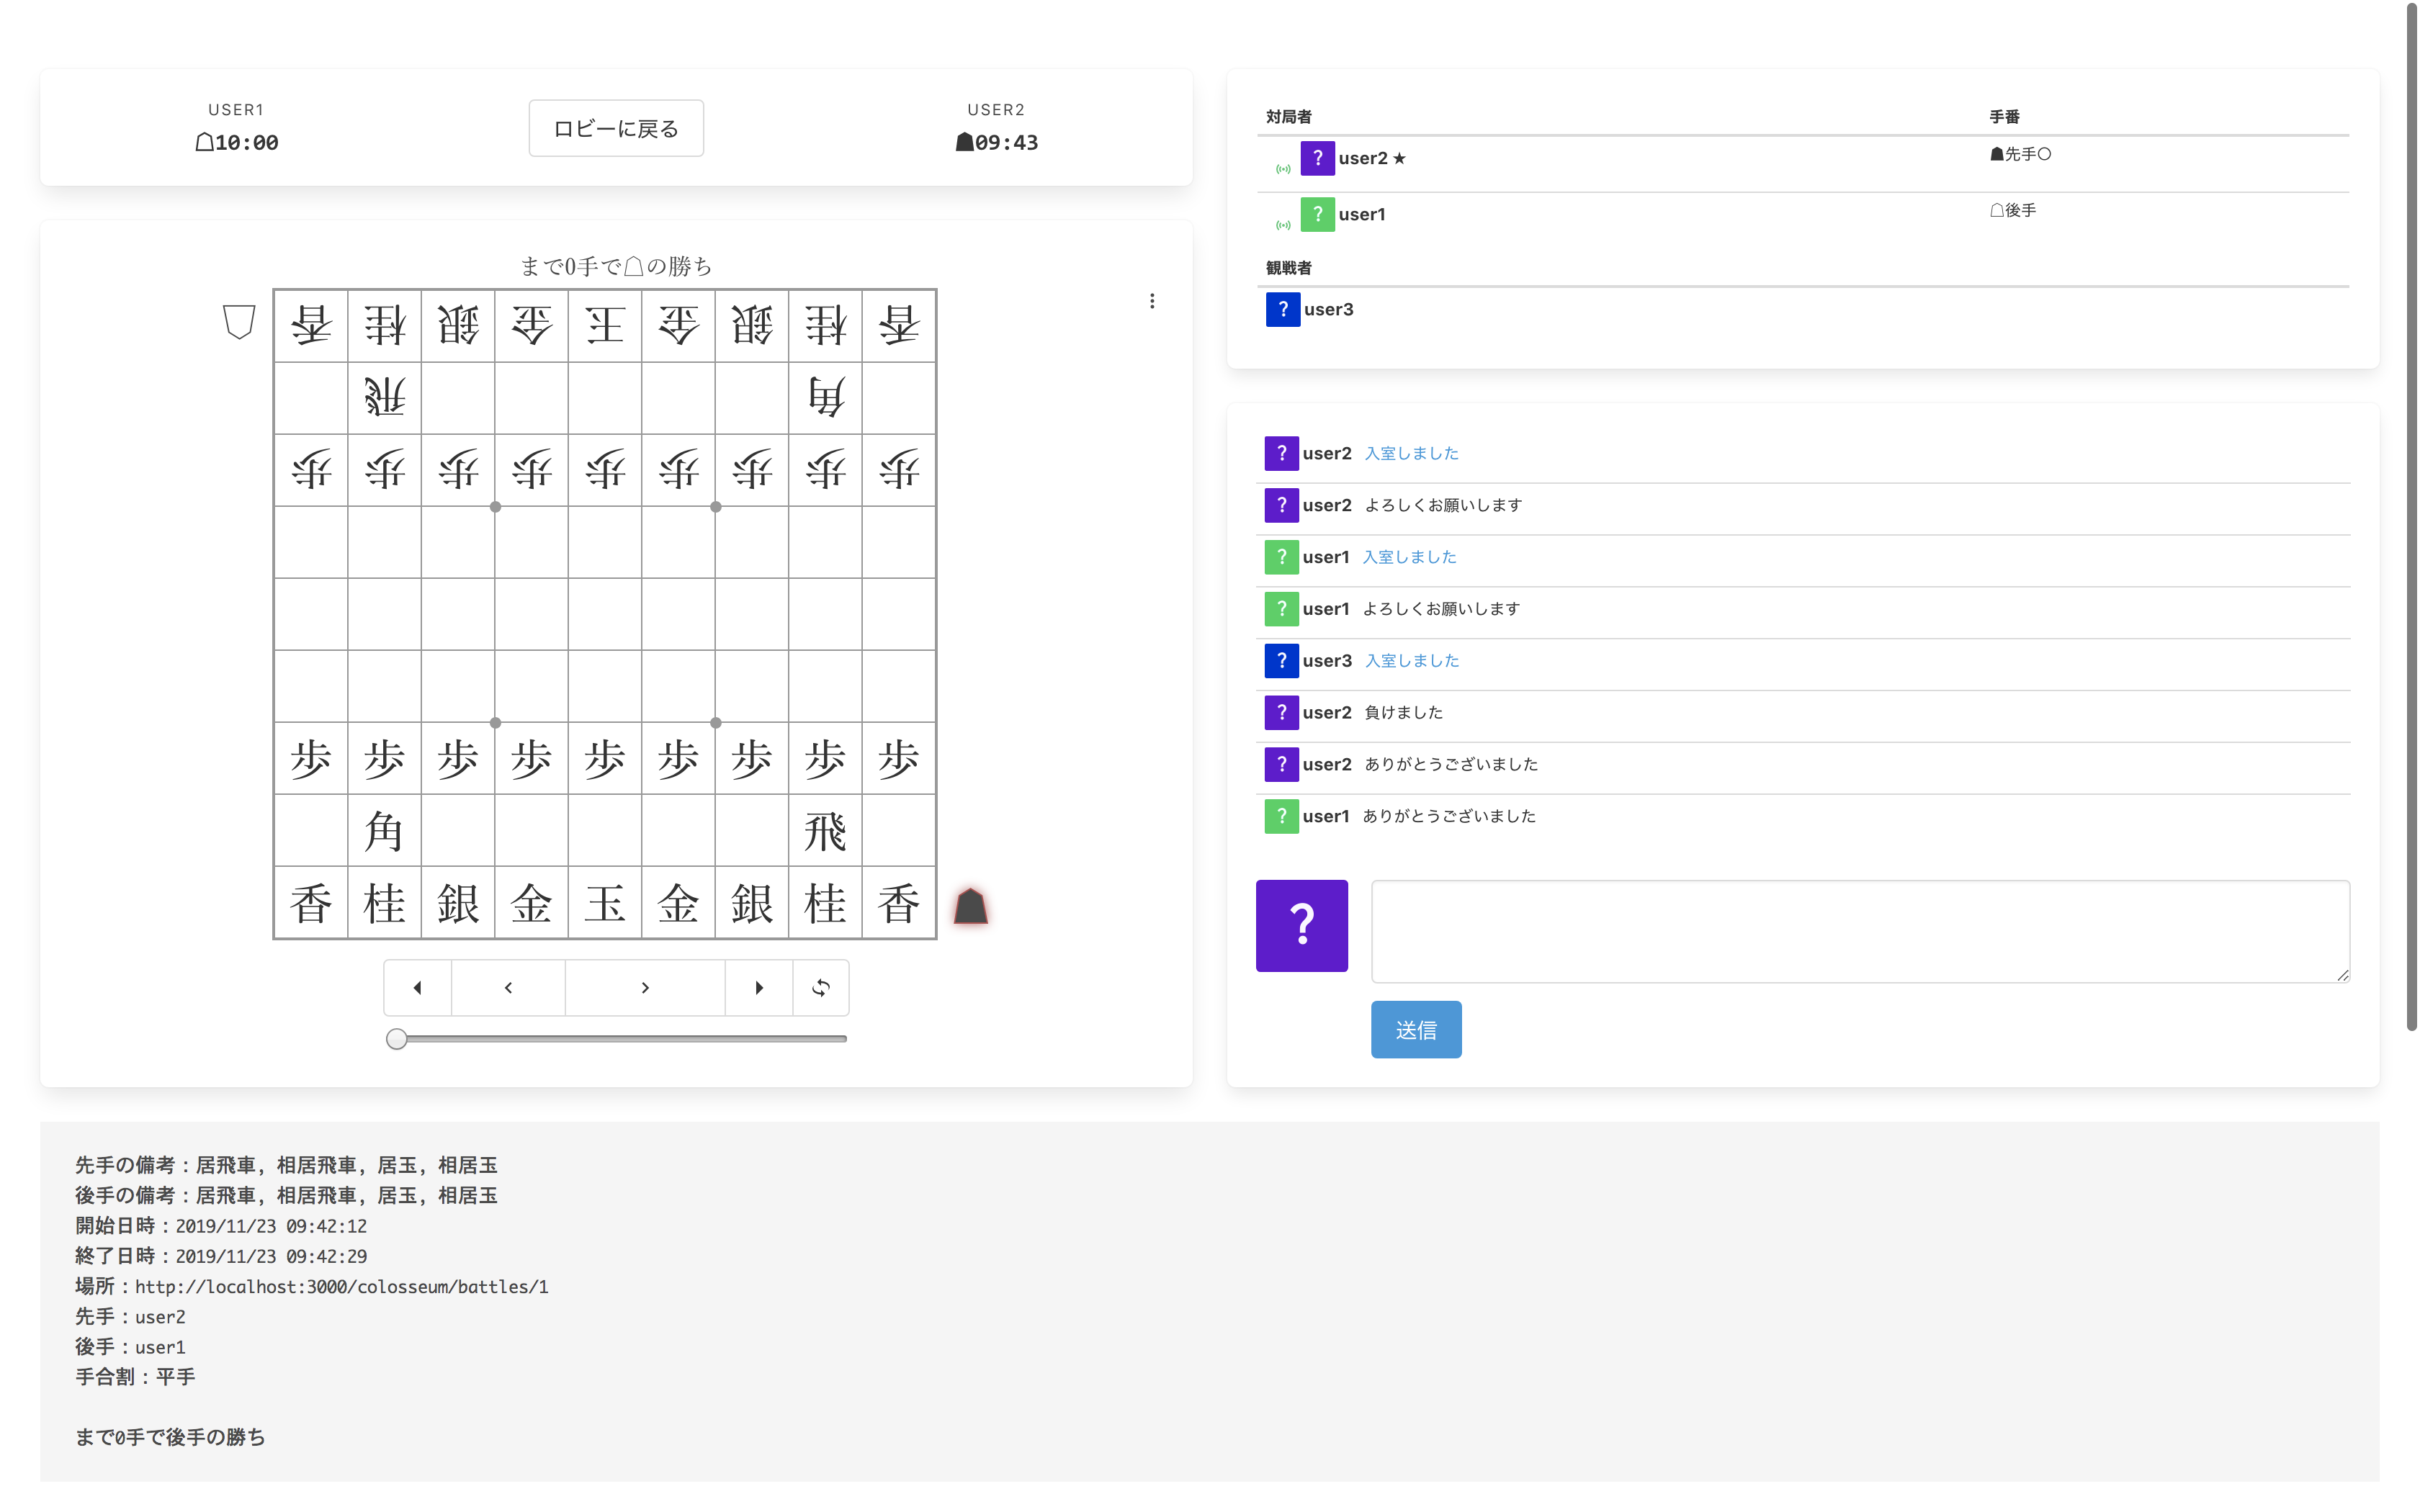 USER1
☖10:00
ロビーに戻る
USER2
☗09:43
まで0手で☖の勝ち
香桂銀金王金銀桂香
飛角
歩歩歩歩歩歩歩歩歩
歩歩歩歩歩歩歩歩歩
角飛
香桂銀金玉金銀桂香
対局者 手番
? user2 ★ ☗先手〇
? user1 ☖後手
観戦者
? user3
? user2 入室しました
? user2 よろしくお願いします
? user1 入室しました
? user1 よろしくお願いします
? user3 入室しました
? user2 負けました
? user2 ありがとうございました
? user1 ありがとうございました
?
送信
先手の備考：居飛車, 相居飛車, 居玉, 相居玉
後手の備考：居飛車, 相居飛車, 居玉, 相居玉
開始日時：2019/11/23 09:42:12
終了日時：2019/11/23 09:42:29
場所：http://localhost:3000/colosseum/battles/1
先手：user2
後手：user1
手合割：平手
まで0手で後手の勝ち